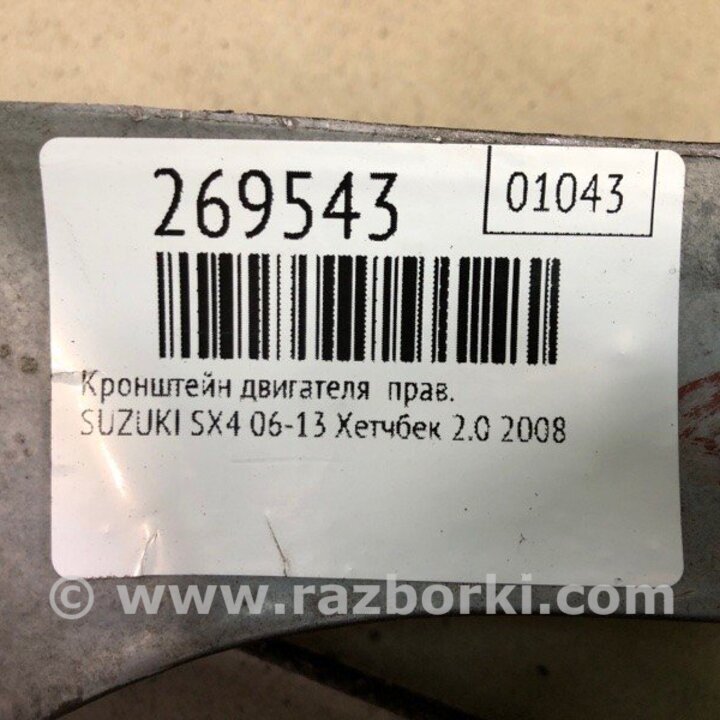 269543
01043
Кронштейн двигателя прав.
SUZUKI SX4 06-13 Хетчбек 2.0 2008
© www.razborki.com